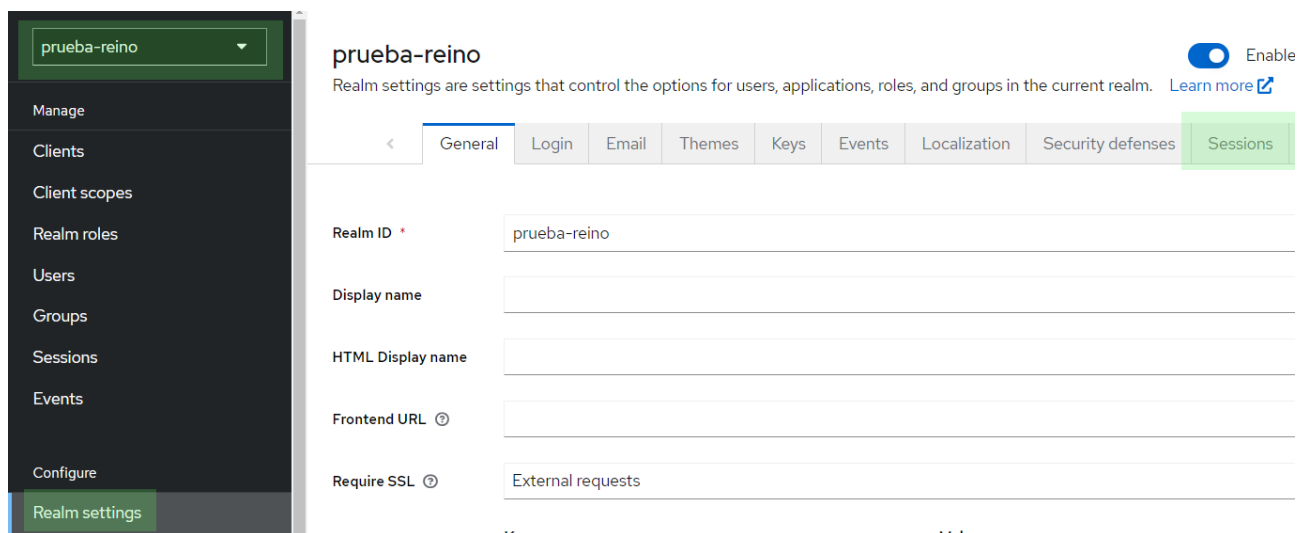 prueba-reino
Manage
Clients
Client scopes
Realm roles
Users
Groups
Sessions
Events
Configure
Realm settings
prueba-reino
Enable
Realm settings are settings that control the options for users, applications, roles, and groups in the current realm. Learn more
General Login Email Themes Keys Events Localization Security defenses Sessions
Realm ID * prueba-reino
Display name
HTML Display name
Frontend URL
Require SSL External requests